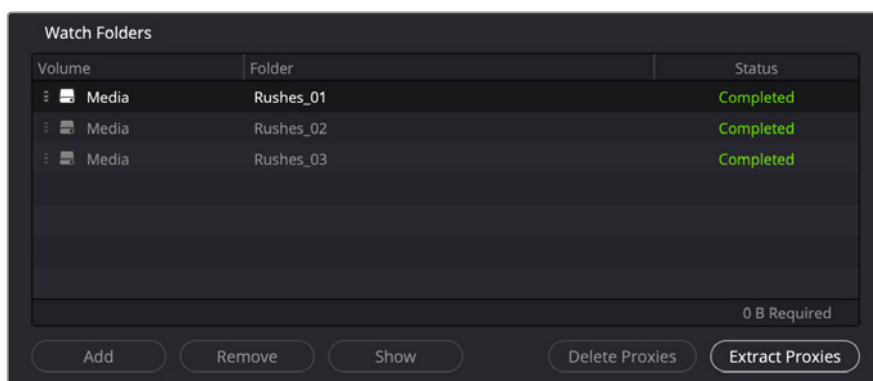 Watch Folders
Volume Folder Status
Media Rushes_01 Completed
Media Rushes_02 Completed
Media Rushes_03 Completed
0 B Required
Add Remove Show Delete Proxies Extract Proxies